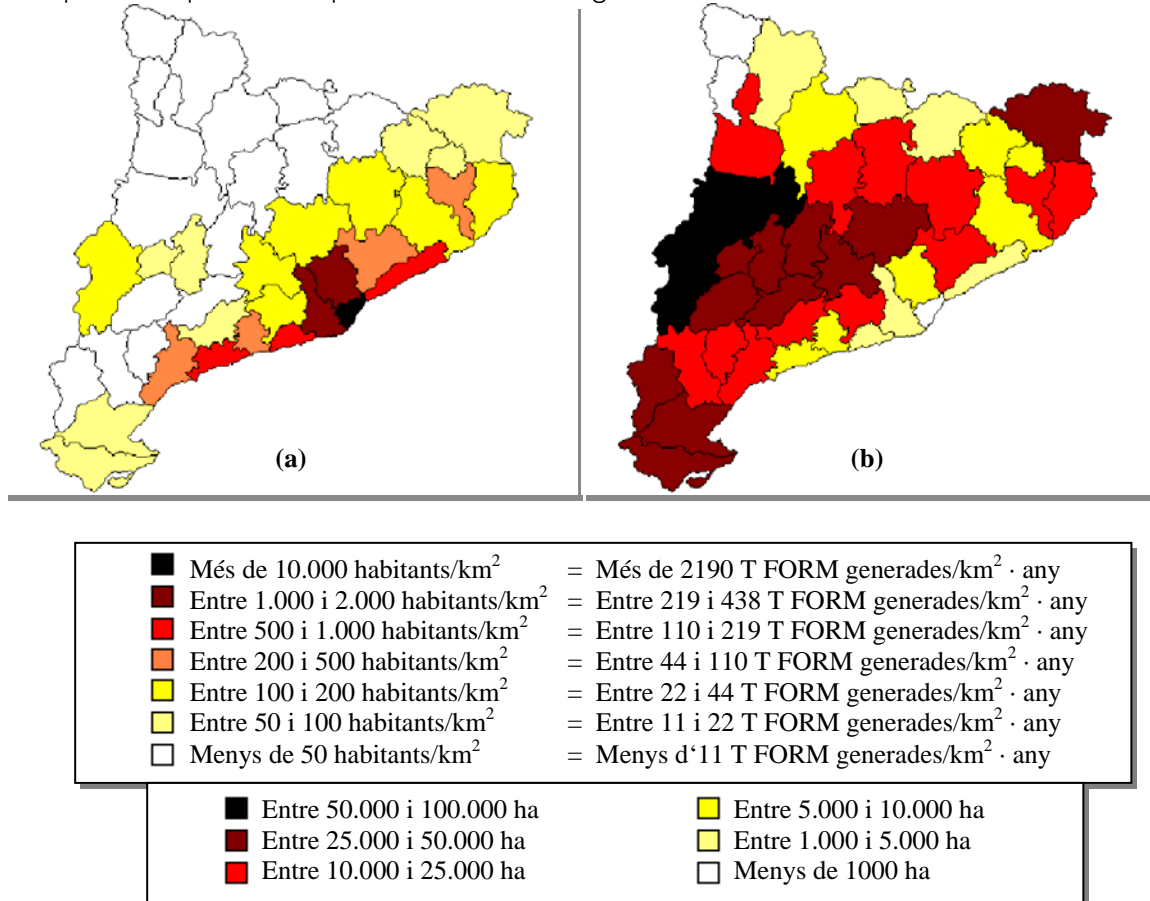 (a)
(b)
Més de 10.000 habitants/km² = Més de 2190 T FORM generades/km² · any
Entre 1.000 i 2.000 habitants/km² = Entre 219 i 438 T FORM generades/km² · any
Entre 500 i 1.000 habitants/km² = Entre 110 i 219 T FORM generades/km² · any
Entre 200 i 500 habitants/km² = Entre 44 i 110 T FORM generades/km² · any
Entre 100 i 200 habitants/km² = Entre 22 i 44 T FORM generades/km² · any
Entre 50 i 100 habitants/km² = Entre 11 i 22 T FORM generades/km² · any
Menys de 50 habitants/km² = Menys d‘11 T FORM generades/km² · any
Entre 50.000 i 100.000 ha
Entre 5.000 i 10.000 ha
Entre 25.000 i 50.000 ha
Entre 1.000 i 5.000 ha
Entre 10.000 i 25.000 ha
Menys de 1000 ha